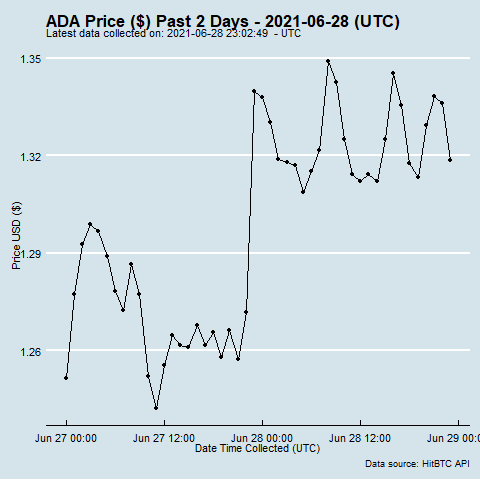 ADA Price ($) Past 2 Days - 2021-06-28 (UTC)
Latest data collected on: 2021-06-28 23:02:49 - UTC
1.35
1.32
1.29
1.26
Price USD ($)
Jun 27 00:00 Jun 27 12:00 Jun 28 00:00 Jun 28 12:00 Jun 29 00:00
Date Time Collected (UTC)
Data source: HitBTC API